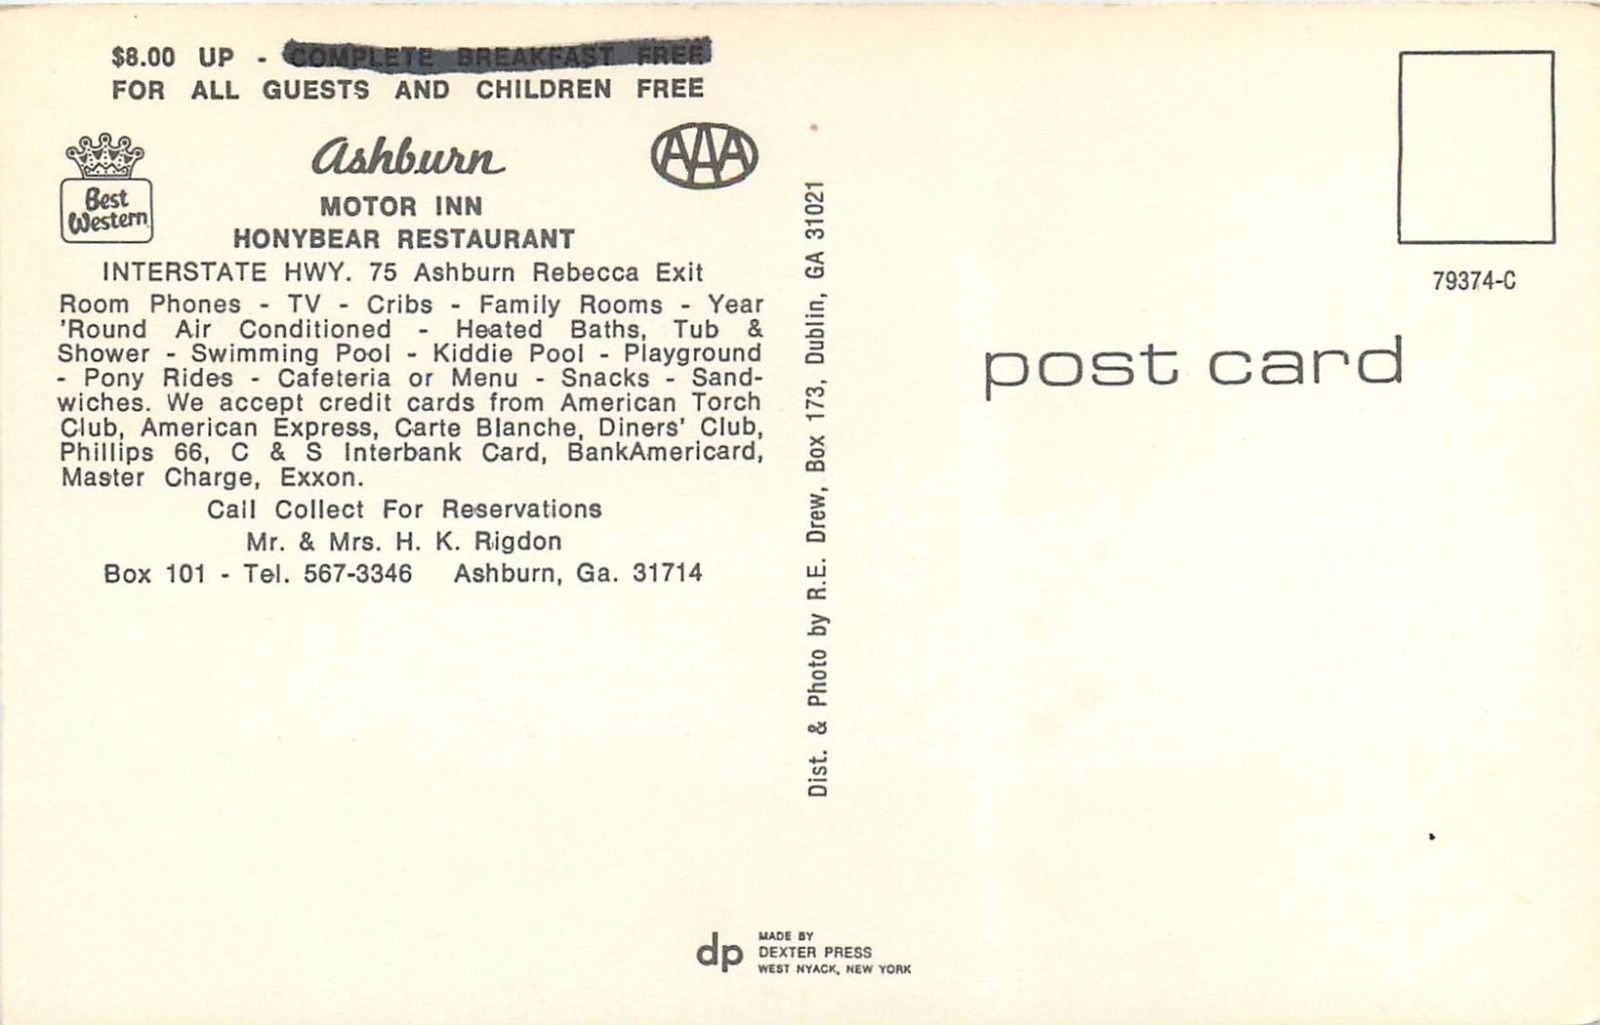 $8.00 UP - COMPLETE BREAKFAST FREE
FOR ALL GUESTS AND CHILDREN FREE
Best
Western
Ashburn
AAA
MOTOR INN
HONYBEAR RESTAURANT
INTERSTATE HWY. 75 Ashburn Rebecca Exit
Room Phones - TV - Cribs - Family Rooms - Year
'Round Air Conditioned - Heated Baths, Tub &
Shower - Swimming Pool - Kiddie Pool - Playground
- Pony Rides - Cafeteria or Menu - Snacks - Sand-
wiches. We accept credit cards from American Torch
Club, American Express, Carte Blanche, Diners' Club,
Phillips 66, C & S Interbank Card, BankAmericard,
Master Charge, Exxon.
Call Collect For Reservations
Mr. & Mrs. H. K. Rigdon
Box 101 - Tel. 567-3346 Ashburn, Ga. 31714
Dist. & Photo by R.E. Drew, Box 173, Dublin, GA 31021
79374-C
post card
dp
MADE BY
DEXTER PRESS
WEST NYACK, NEW YORK